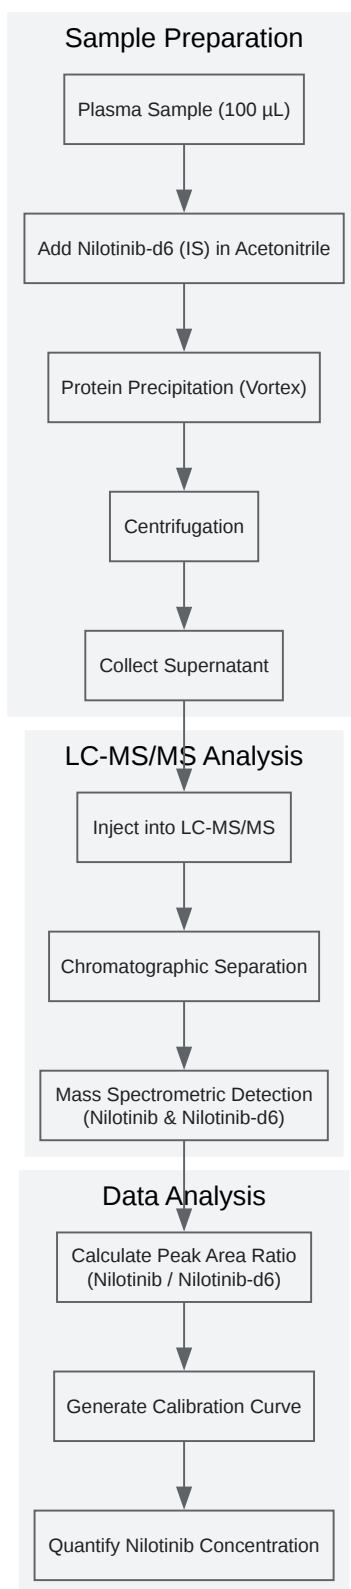 Sample Preparation
Plasma Sample (100 µL)
Add Nilotinib-d6 (IS) in Acetonitrile
Protein Precipitation (Vortex)
Centrifugation
Collect Supernatant
LC-MS/MS Analysis
Inject into LC-MS/MS
Chromatographic Separation
Mass Spectrometric Detection
(Nilotinib & Nilotinib-d6)
Data Analysis
Calculate Peak Area Ratio
(Nilotinib / Nilotinib-d6)
Generate Calibration Curve
Quantify Nilotinib Concentration